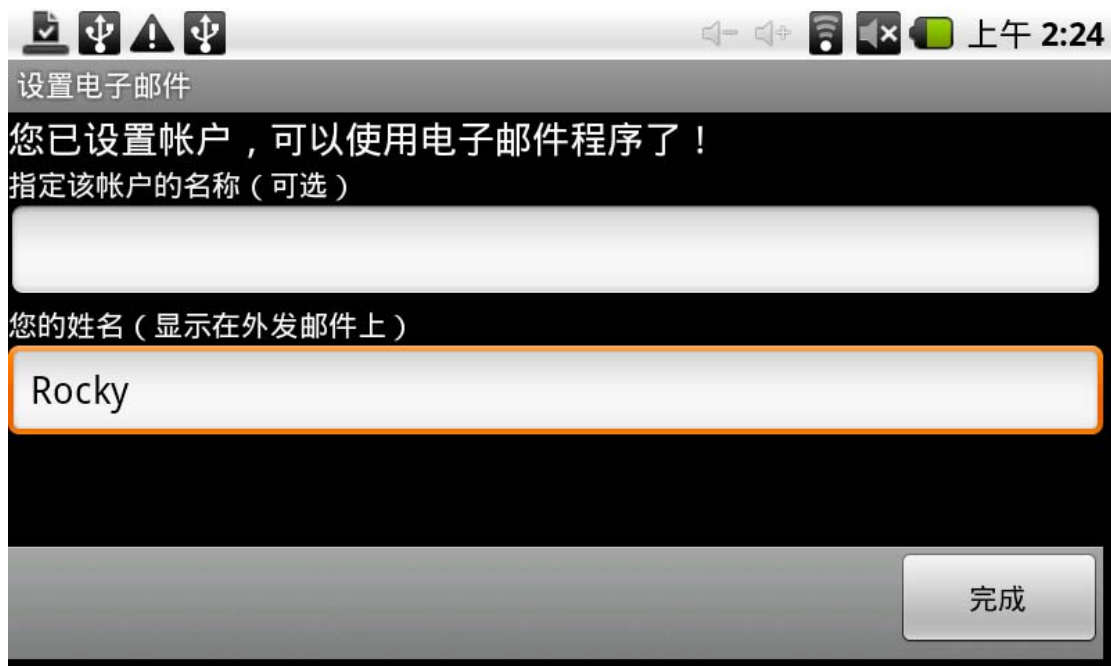 上午 2:24
设置电子邮件
您已设置帐户，可以使用电子邮件程序了！
指定该帐户的名称（可选）
您的姓名（显示在外发邮件上）
Rocky
完成